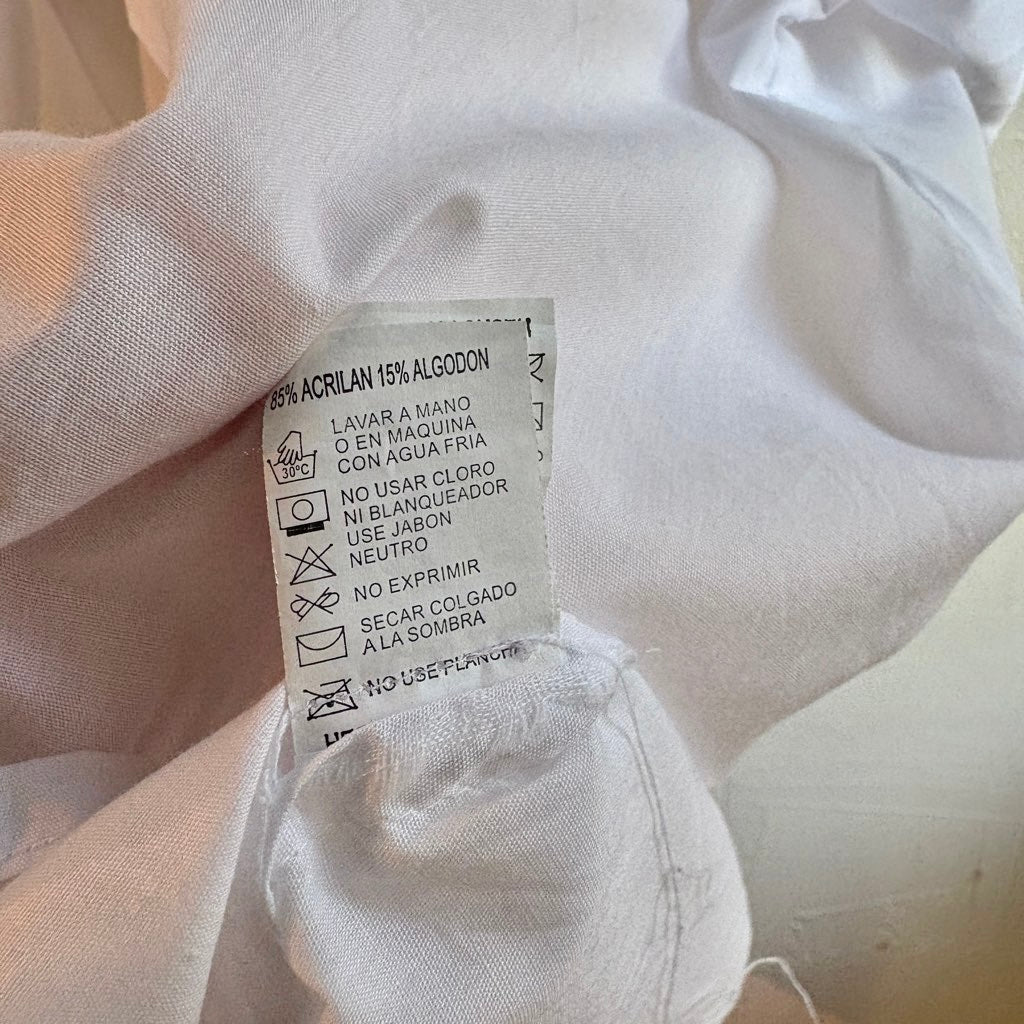 85% ACRILAN 15% ALGODON
LAVAR A MANO
O EN MAQUINA
CON AGUA FRIA
30°C
NO USAR CLORO
NI BLANQUEADOR
USE JABON
NEUTRO
NO EXPRIMIR
SECAR COLGADO
A LA SOMBRA
NO USE PLANCH